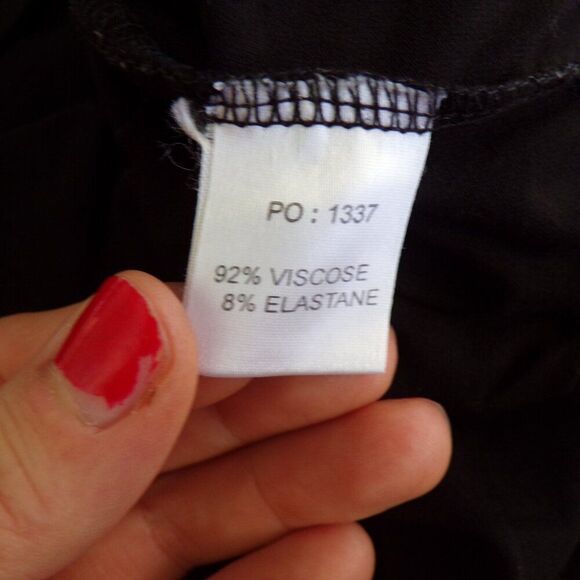 PO : 1337
92% VISCOSE
8% ELASTANE